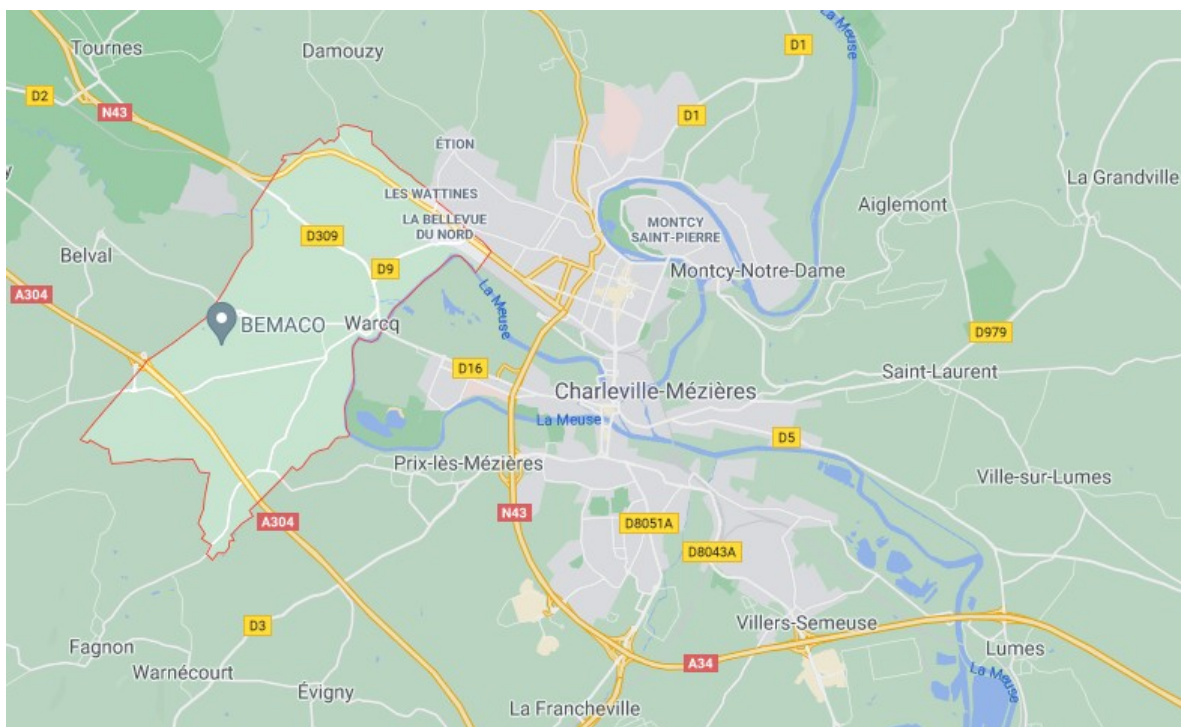 Tournes
Damouzy
La Meuse
D1
D2
N43
D1
ÉTION
La Grandville
LES WATTINES
Aiglemont
LA BELLEVUE
DU NORD
MONTCY
SAINT-PIERRE
D309
Belval
D9
Montcy-Notre-Dame
A304
La Meuse
BEMACO
Warcq
D979
D16
Saint-Laurent
Charleville-Mézières
La Meuse
D5
Prix-lès-Mézières
Ville-sur-Lumes
N43
A304
D8051A
D8043A
D3
Villers-Semeuse
Fagnon
Lumes
A34
Warnécourt
La Meuse
Évigny
La Francheville